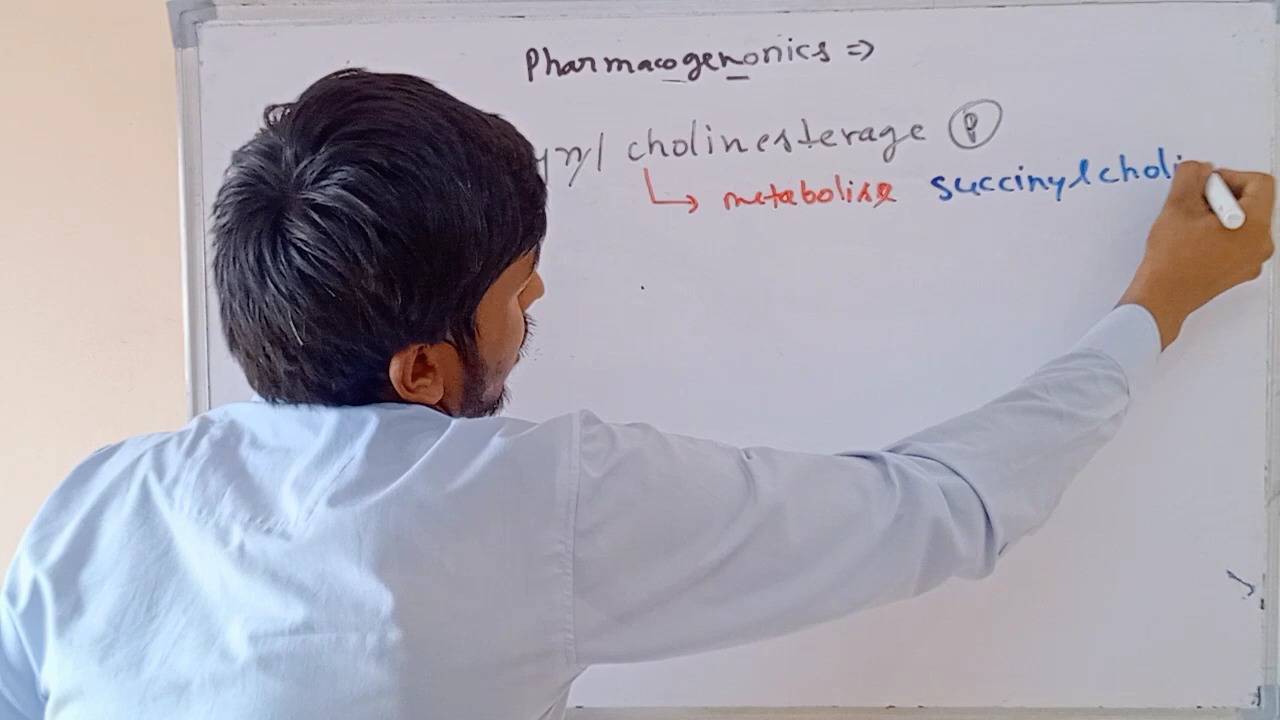 Pharmacogenonics =>
cholinesterage P
↳ metabolise succinylcholi